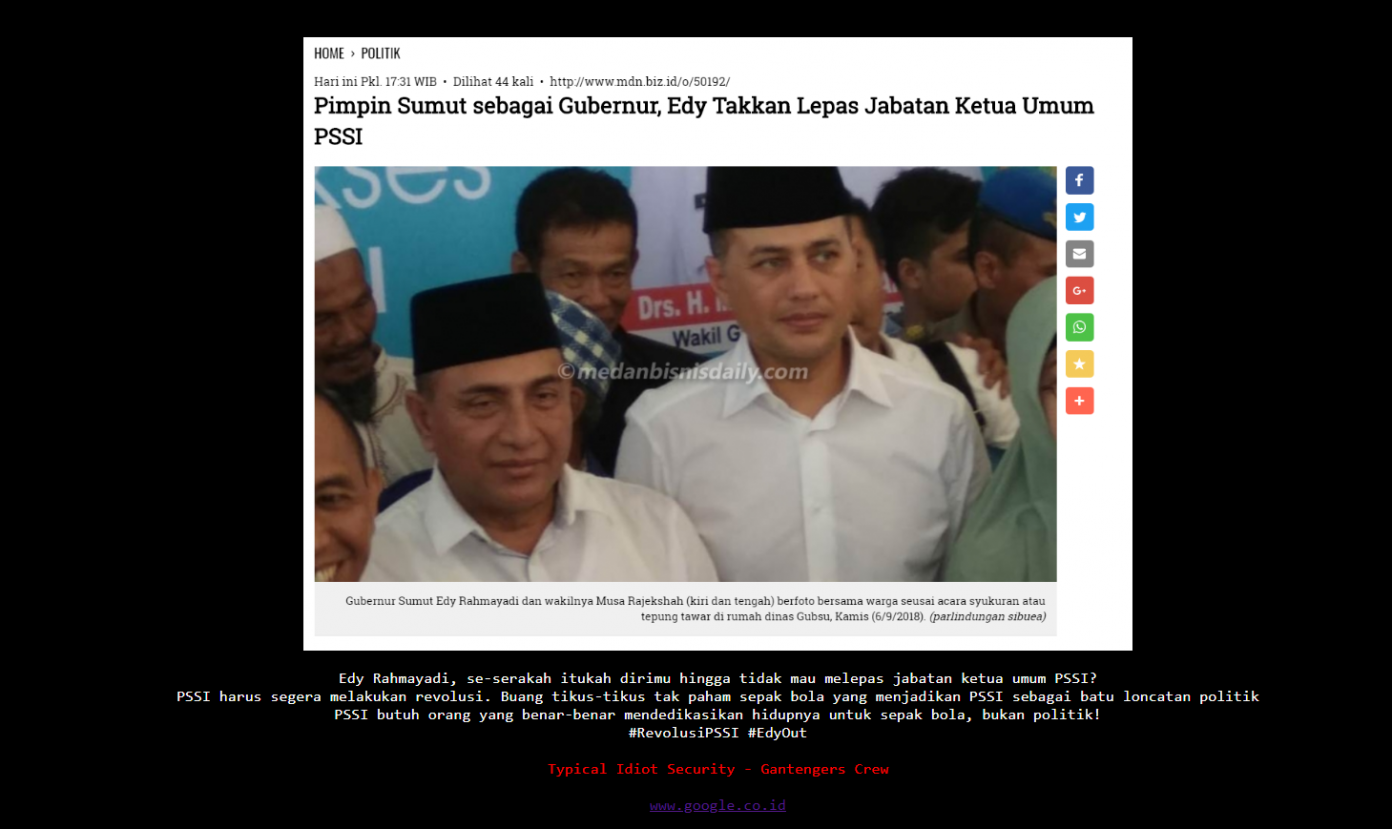 HOME › POLITIK
Hari ini Pkl. 17:31 WIB • Dilihat 44 kali • http://www.mdn.biz.id/o/50192/
Pimpin Sumut sebagai Gubernur, Edy Takkan Lepas Jabatan Ketua Umum
PSSI
kses
Drs. H.
Wakil G
©medanbisnisdaily.com
Gubernur Sumut Edy Rahmayadi dan wakilnya Musa Rajekshah (kiri dan tengah) berfoto bersama warga seusai acara syukuran atau
tepung tawar di rumah dinas Gubsu, Kamis (6/9/2018). (parlindungan sibuea)
Edy Rahmayadi, se-serakah itukah dirimu hingga tidak mau melepas jabatan ketua umum PSSI?
PSSI harus segera melakukan revolusi. Buang tikus-tikus tak paham sepak bola yang menjadikan PSSI sebagai batu loncatan politik
PSSI butuh orang yang benar-benar mendedikasikan hidupnya untuk sepak bola, bukan politik!
#RevolusiPSSI #EdyOut
Typical Idiot Security - Gantengers Crew
www.google.co.id